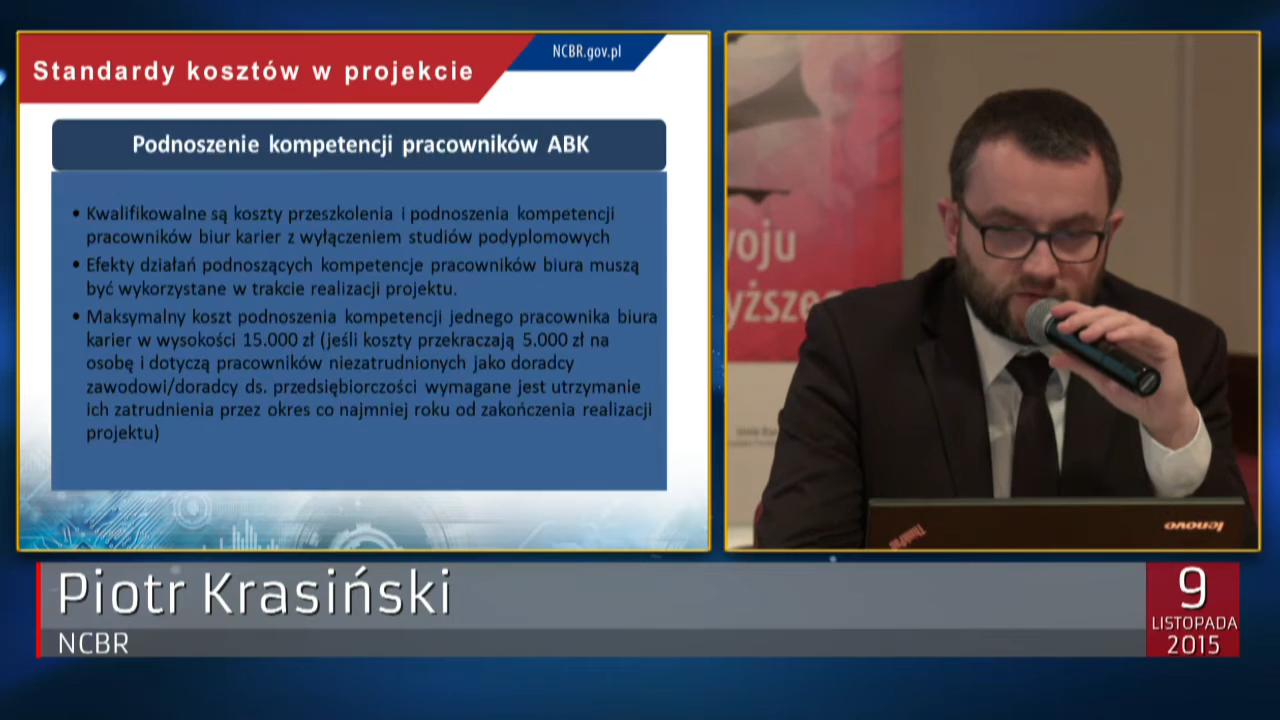 Standardy kosztów w projekcie
NCBR.gov.pl
Podnoszenie kompetencji pracowników ABK
• Kwalifikowalne są koszty przeszkolenia i podnoszenia kompetencji
pracowników biur karier z wyłączeniem studiów podyplomowych
• Efekty działań podnoszących kompetencje pracowników biura muszą
być wykorzystane w trakcie realizacji projektu.
• Maksymalny koszt podnoszenia kompetencji jednego pracownika biura
karier w wysokości 15.000 zł (jeśli koszty przekraczają 5.000 zł na
osobę i dotyczą pracowników niezatrudnionych jako doradcy
zawodowi/doradcy ds. przedsiębiorczości wymagane jest utrzymanie
ich zatrudnienia przez okres co najmniej roku od zakończenia realizacji
projektu)
woju
yższeg
lenovo
Piotr Krasiński
NCBR
9
LISTOPADA
2015